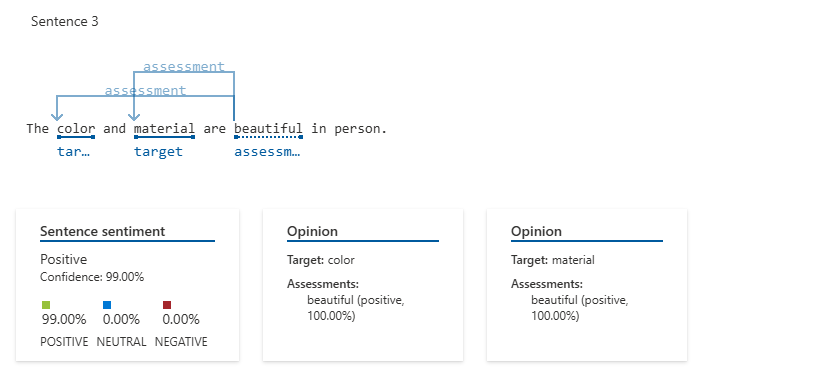 Sentence 3
assessment
assessment
The color and material are beautiful in person.
tar… target assessm…
Sentence sentiment
Positive
Confidence: 99.00%
99.00% 0.00% 0.00%
POSITIVE NEUTRAL NEGATIVE
Opinion
Target: color
Assessments:
beautiful (positive,
100.00%)
Opinion
Target: material
Assessments:
beautiful (positive,
100.00%)